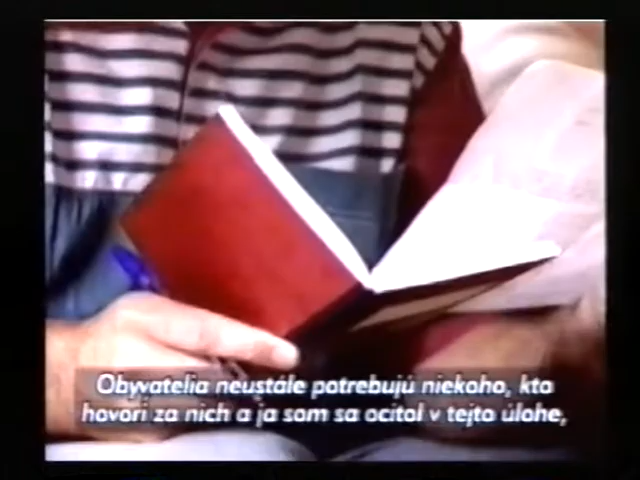 Obyvatelia neustále potrebujú niekoho, kto
hovorí za nich a ja som sa ocitol v tejto úlohe,